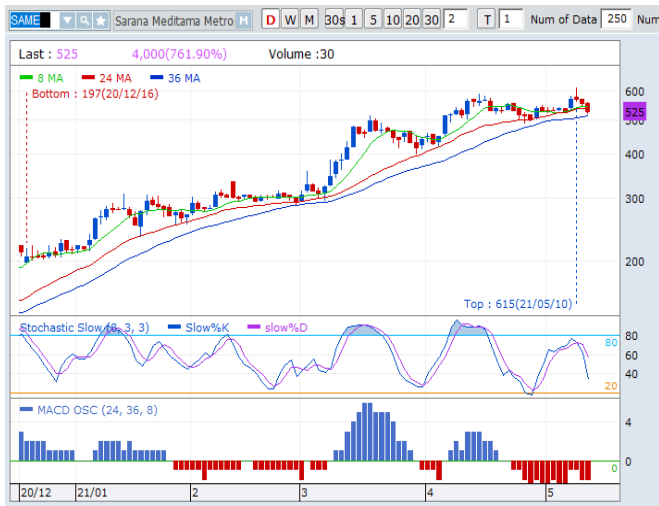 SAME Sarana Meditama Metro M D W M 30s 1 5 10 20 30 2 T 1 Num of Data 250 Num
Last : 525 4,000(761.90%) Volume :30
8 MA 24 MA 36 MA
Bottom : 197(20/12/16)
600
525
500
400
300
200
Top : 615(21/05/10)
Stochastic Slow (8, 3, 3) Slow%K slow%D
80 80
60
40
20
MACD OSC (24, 36, 8)
4
0 0
20/12 21/01 2 3 4 5